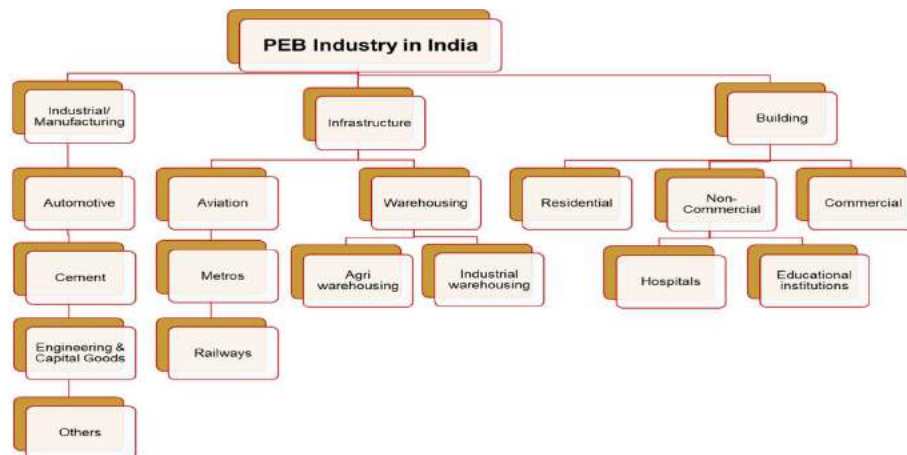 PEB Industry in India
Industrial/
Manufacturing
Infrastructure
Building
Automotive
Aviation
Warehousing
Residential
Non-
Commercial
Commercial
Cement
Metros
Agri
warehousing
Industrial
warehousing
Hospitals
Educational
institutions
Engineering &
Capital Goods
Railways
Others